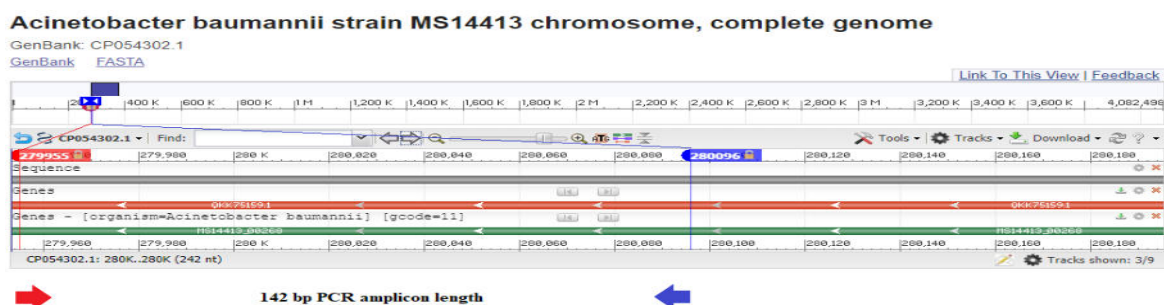 Acinetobacter baumannii strain MS14413 chromosome, complete genome
GenBank: CP054302.1
GenBank FASTA
Link To This View | Feedback
400 K 600 K 800 K 1 M 1,200 K 1,400 K 1,600 K 1,800 K 2 M 2,200 K 2,400 K 2,600 K 2,800 K 3 M 3,200 K 3,400 K 3,600 K 4,082,498
CP054302.1 Find: ATG Tools Tracks Download ?
279955 279,980 280 K 280,020 280,040 280,060 280,080 280096 280,120 280,140 280,160 280,180
Sequence
Genes
QKK75159.1 QKK75159.1
Genes - [organism=Acinetobacter baumannii] [gcode=11]
MS14413_00268 MS14413_00268
279,960 279,980 280 K 280,020 280,040 280,060 280,080 280,100 280,120 280,140 280,160 280,180
CP054302.1: 280K..280K (242 nt) Tracks shown: 3/9
142 bp PCR amplicon length